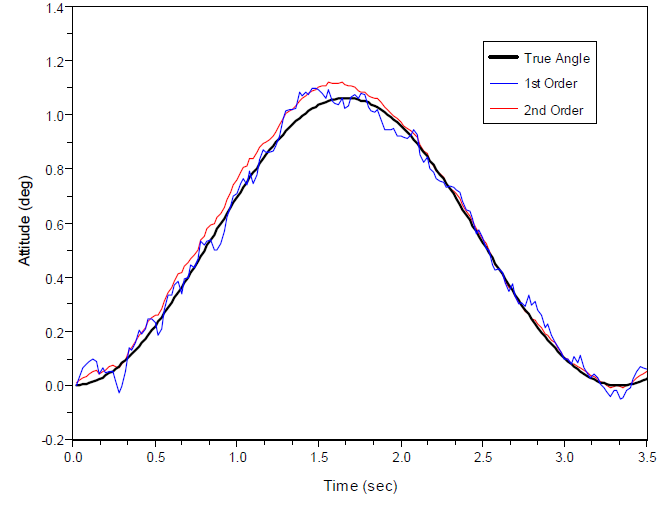 1.4
1.2
1.0
0.8
0.6
0.4
0.2
0.0
-0.2
Attitude (deg)
True Angle
1st Order
2nd Order
0.0 0.5 1.0 1.5 2.0 2.5 3.0 3.5
Time (sec)